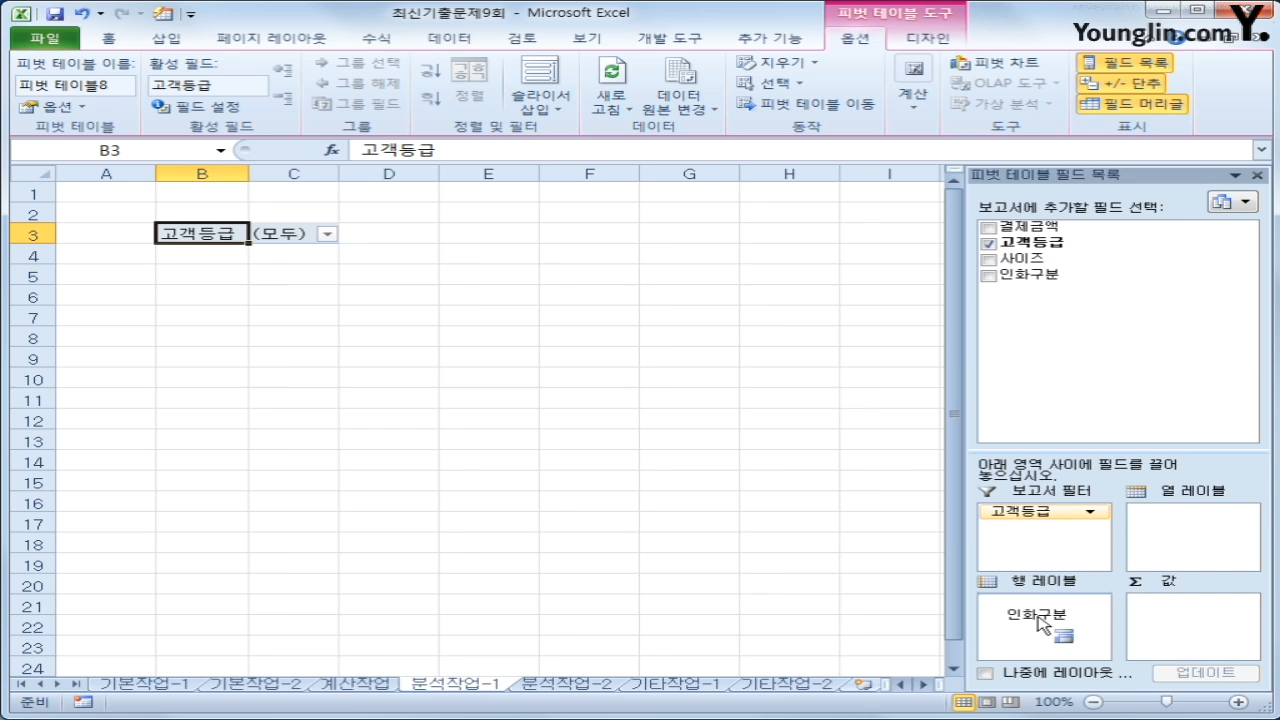 최신기출문제9회 - Microsoft Excel
피벗 테이블 도구
Younglin.com Y.
파일 홈 삽입 페이지 레이아웃 수식 데이터 검토 보기 개발 도구 추가 기능 옵션 디자인
피벗 테이블 이름:
피벗 테이블8
옵션
피벗 테이블
활성 필드:
고객등급
필드 설정
활성 필드
그룹 선택
그룹 해제
그룹 필드
그룹
정렬
슬라이서
삽입
정렬 및 필터
새로
고침
데이터
원본 변경
데이터
지우기
선택
피벗 테이블 이동
동작
계산
피벗 차트
OLAP 도구
가상 분석
도구
필드 목록
+/- 단추
필드 머리글
표시
B3 fx 고객등급
A B C D E F G H I
1
2
3 고객등급 (모두)
4
5
6
7
8
9
10
11
12
13
14
15
16
17
18
19
20
21
22
23
24
피벗 테이블 필드 목록
보고서에 추가할 필드 선택:
결제금액
고객등급
사이즈
인화구분
아래 영역 사이에 필드를 끌어
놓으십시오.
보고서 필터 열 레이블
고객등급
행 레이블 Σ 값
인화구분
나중에 레이아웃 ... 업데이트
기본작업-1 기본작업-2 계산작업 분석작업-1 분석작업-2 기타작업-1 기타작업-2
준비 100%